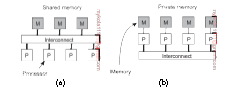 Shared memory
Private memory
M M M
M M M M
Interconnect
P P P P
P P P P
Interconnect
Processor
Memory
(a)
(b)